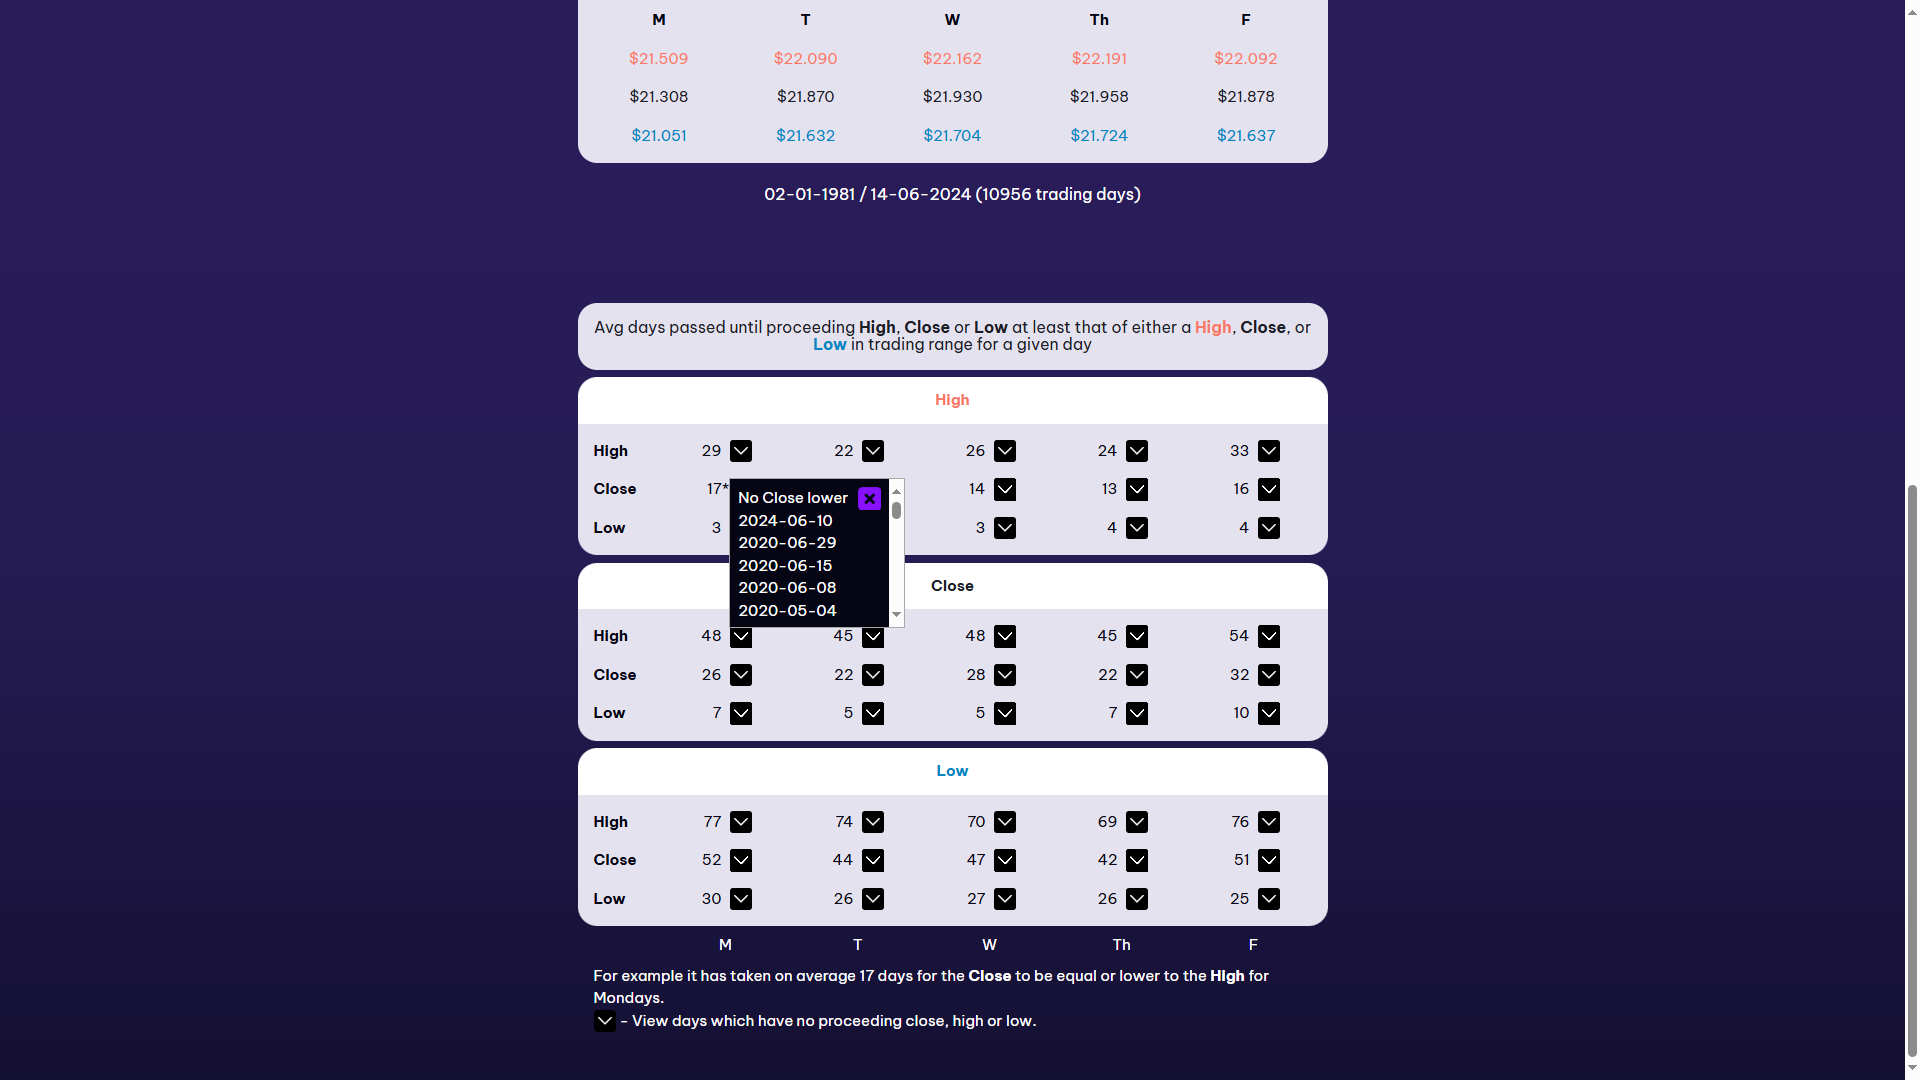 M T W Th F
$21.509 $22.090 $22.162 $22.191 $22.092
$21.308 $21.870 $21.930 $21.958 $21.878
$21.051 $21.632 $21.704 $21.724 $21.637
02-01-1981 / 14-06-2024 (10956 trading days)
Avg days passed until proceeding High, Close or Low at least that of either a High, Close, or
Low in trading range for a given day
High
High 29 22 26 24 33
Close 17* 14 13 16
Low 3 3 4 4
No Close lower
2024-06-10
2020-06-29
2020-06-15
2020-06-08
2020-05-04
Close
High 48 45 48 45 54
Close 26 22 28 22 32
Low 7 5 5 7 10
Low
High 77 74 70 69 76
Close 52 44 47 42 51
Low 30 26 27 26 25
M T W Th F
For example it has taken on average 17 days for the Close to be equal or lower to the High for
Mondays.
- View days which have no proceeding close, high or low.